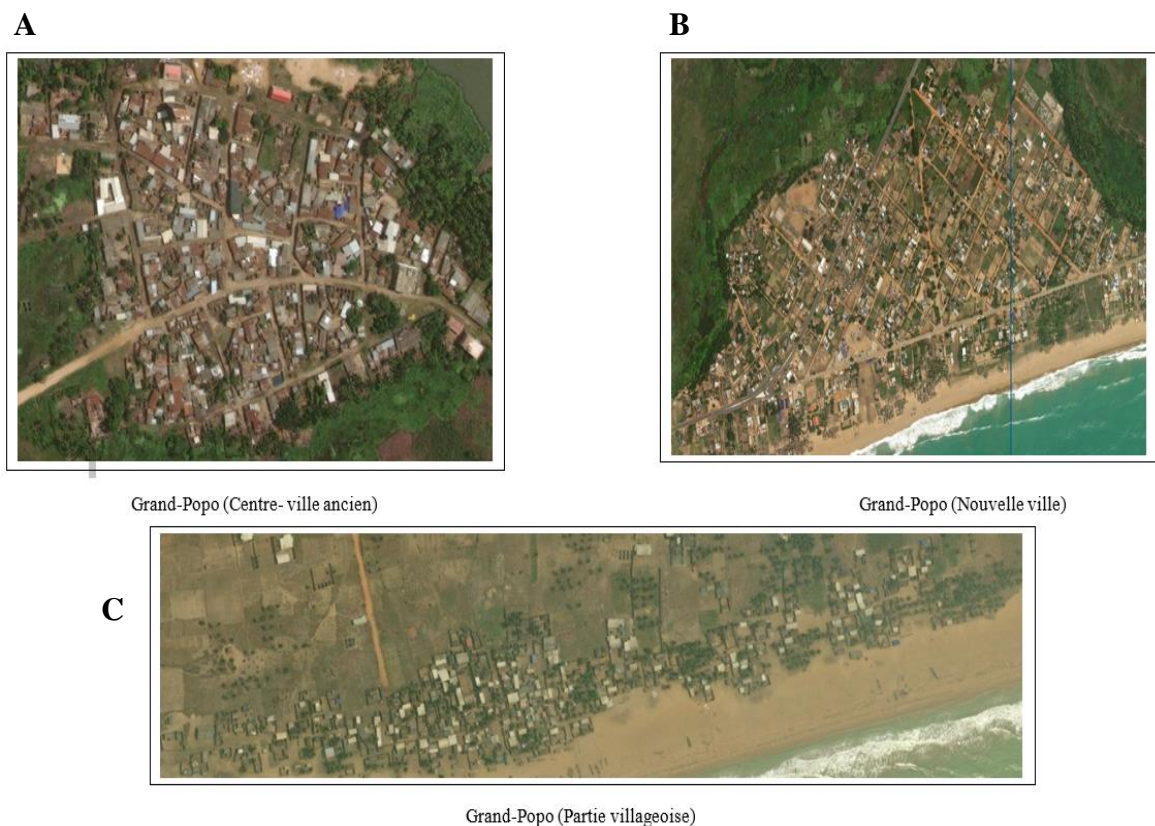 A
B
Grand-Popo (Centre- ville ancien)
Grand-Popo (Nouvelle ville)
C
Grand-Popo (Partie villageoise)